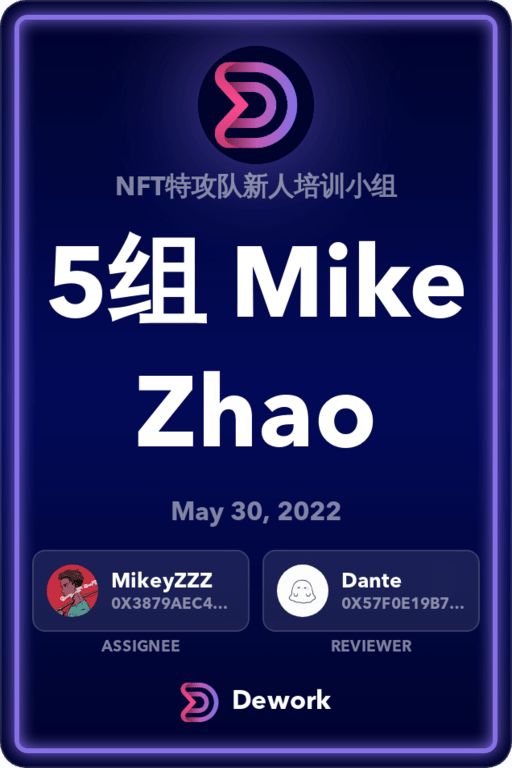 NFT特攻队新人培训小组
5组 Mike
Zhao
May 30, 2022
MikeyZZZ
0X3879AEC4...
Dante
0X57F0E19B7...
ASSIGNEE
REVIEWER
Dework